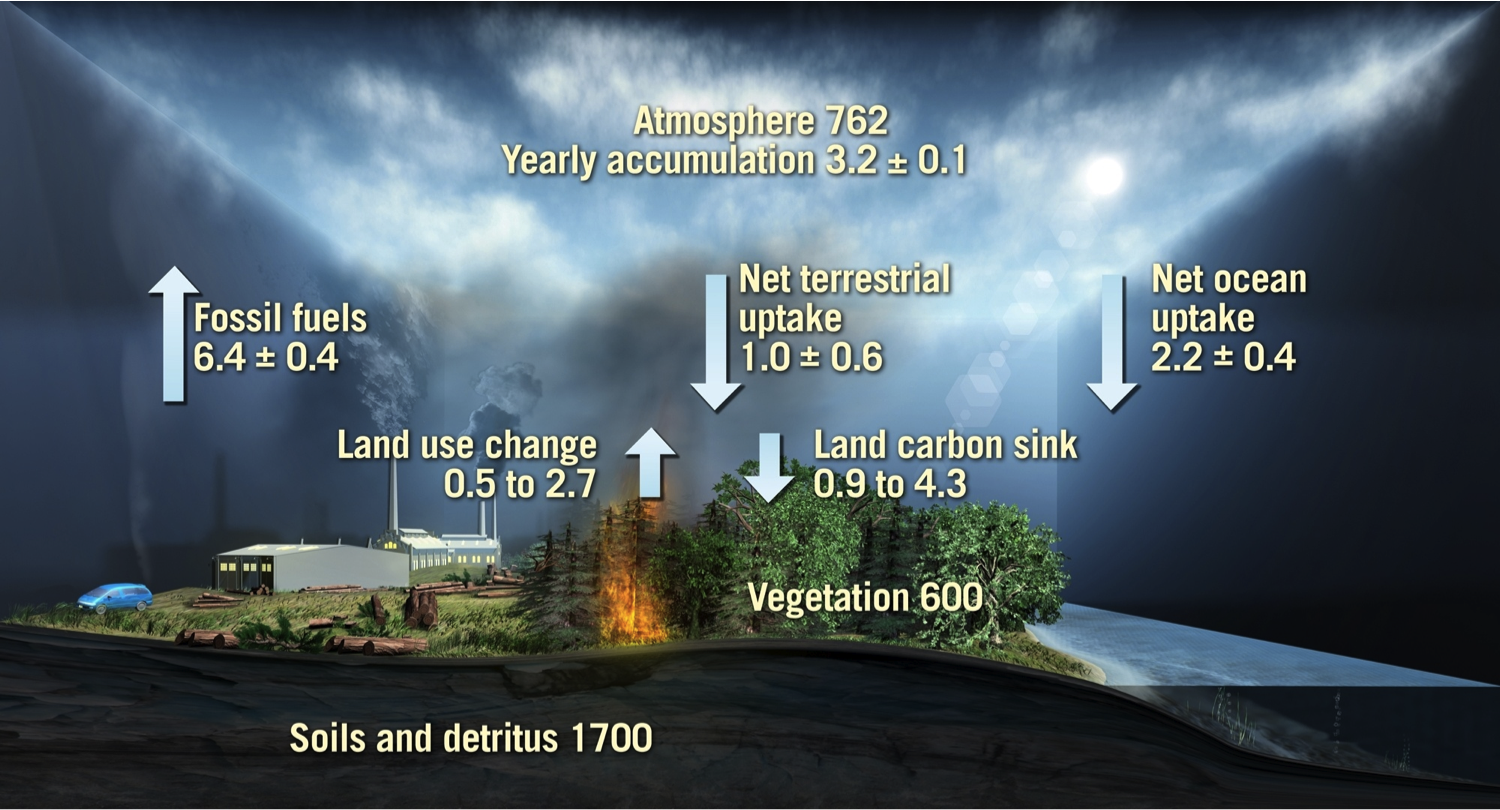 Atmosphere 762
Yearly accumulation 3.2 ± 0.1
Fossil fuels
6.4 ± 0.4
Net terrestrial
uptake
1.0 ± 0.6
Net ocean
uptake
2.2 ± 0.4
Land use change
0.5 to 2.7
Land carbon sink
0.9 to 4.3
Vegetation 600
Soils and detritus 1700